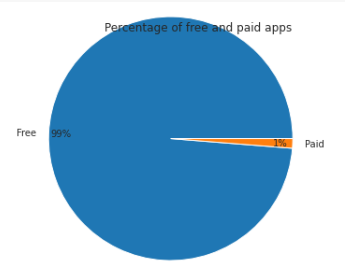 Percentage of free and paid apps
Free 99%
1% Paid